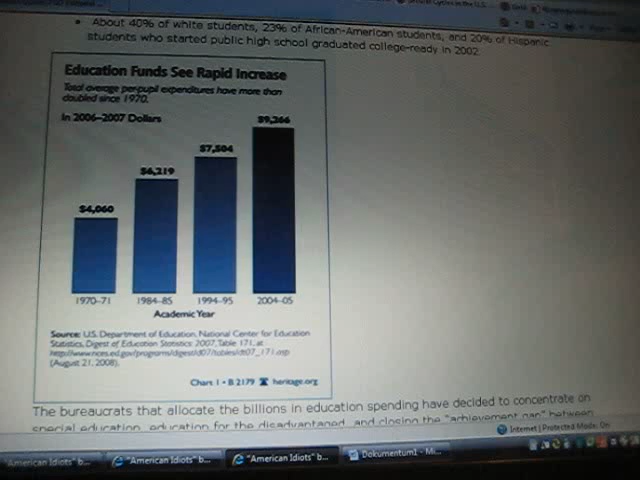 About 40% of white students, 23% of African-American students, and 20% of Hispanic
students who started public high school graduated college-ready in 2002
Education Funds See Rapid Increase
Total average per-pupil expenditures have more than
doubled since 1970.
In 2006–2007 Dollars
$4,060
$6,219
$7,504
$9,266
1970–71
1984–85
1994–95
2004–05
Academic Year
Source: U.S. Department of Education, National Center for Education
Statistics, Digest of Education Statistics: 2007, Table 171, at
http://www.nces.ed.gov/programs/digest/d07/tables/dt07_171.asp
(August 21, 2008).
Chart 1 • B 2179 heritage.org
The bureaucrats that allocate the billions in education spending have decided to concentrate on
special education, education for the disadvantaged, and closing the "achievement gap" between
Internet | Protected Mode: On
"American Idiots" b...
"American Idiots" b...
"American Idiots" b...
Dokumentum1 - Mi...